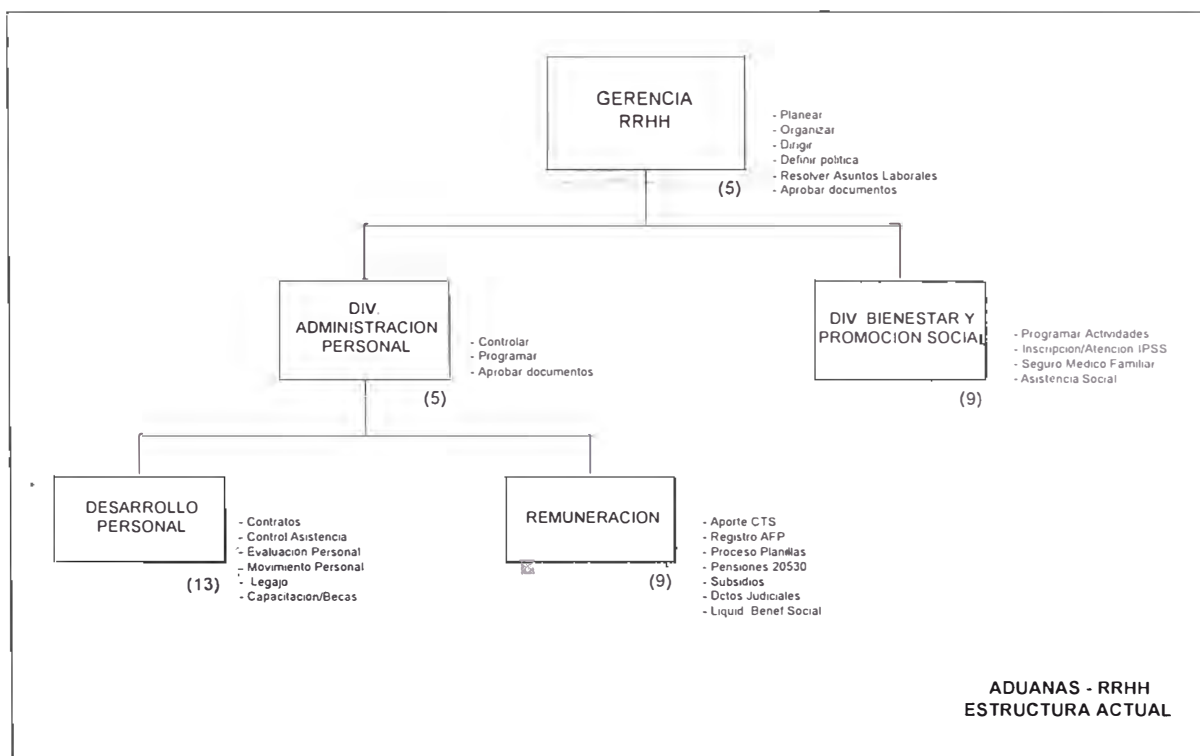 GERENCIA
RRHH
- Planear
- Organizar
- Dirigir
- Definir política
- Resolver Asuntos Laborales
- Aprobar documentos
(5)
DIV.
ADMINISTRACION
PERSONAL
- Controlar
- Programar
- Aprobar documentos
(5)
DIV BIENESTAR Y
PROMOCION SOCIAL
- Programar Actividades
- Inscripcion/Atencion IPSS
- Seguro Medico Familiar
- Asistencia Social
(9)
DESARROLLO
PERSONAL
- Contratos
- Control Asistencia
- Evaluación Personal
- Movimiento Personal
- Legajo
- Capacitación/Becas
(13)
REMUNERACION
- Aporte CTS
- Registro AFP
- Proceso Planillas
- Pensiones 20530
- Subsidios
- Dctos Judiciales
- Liquid Benef Social
(9)
ADUANAS - RRHH
ESTRUCTURA ACTUAL